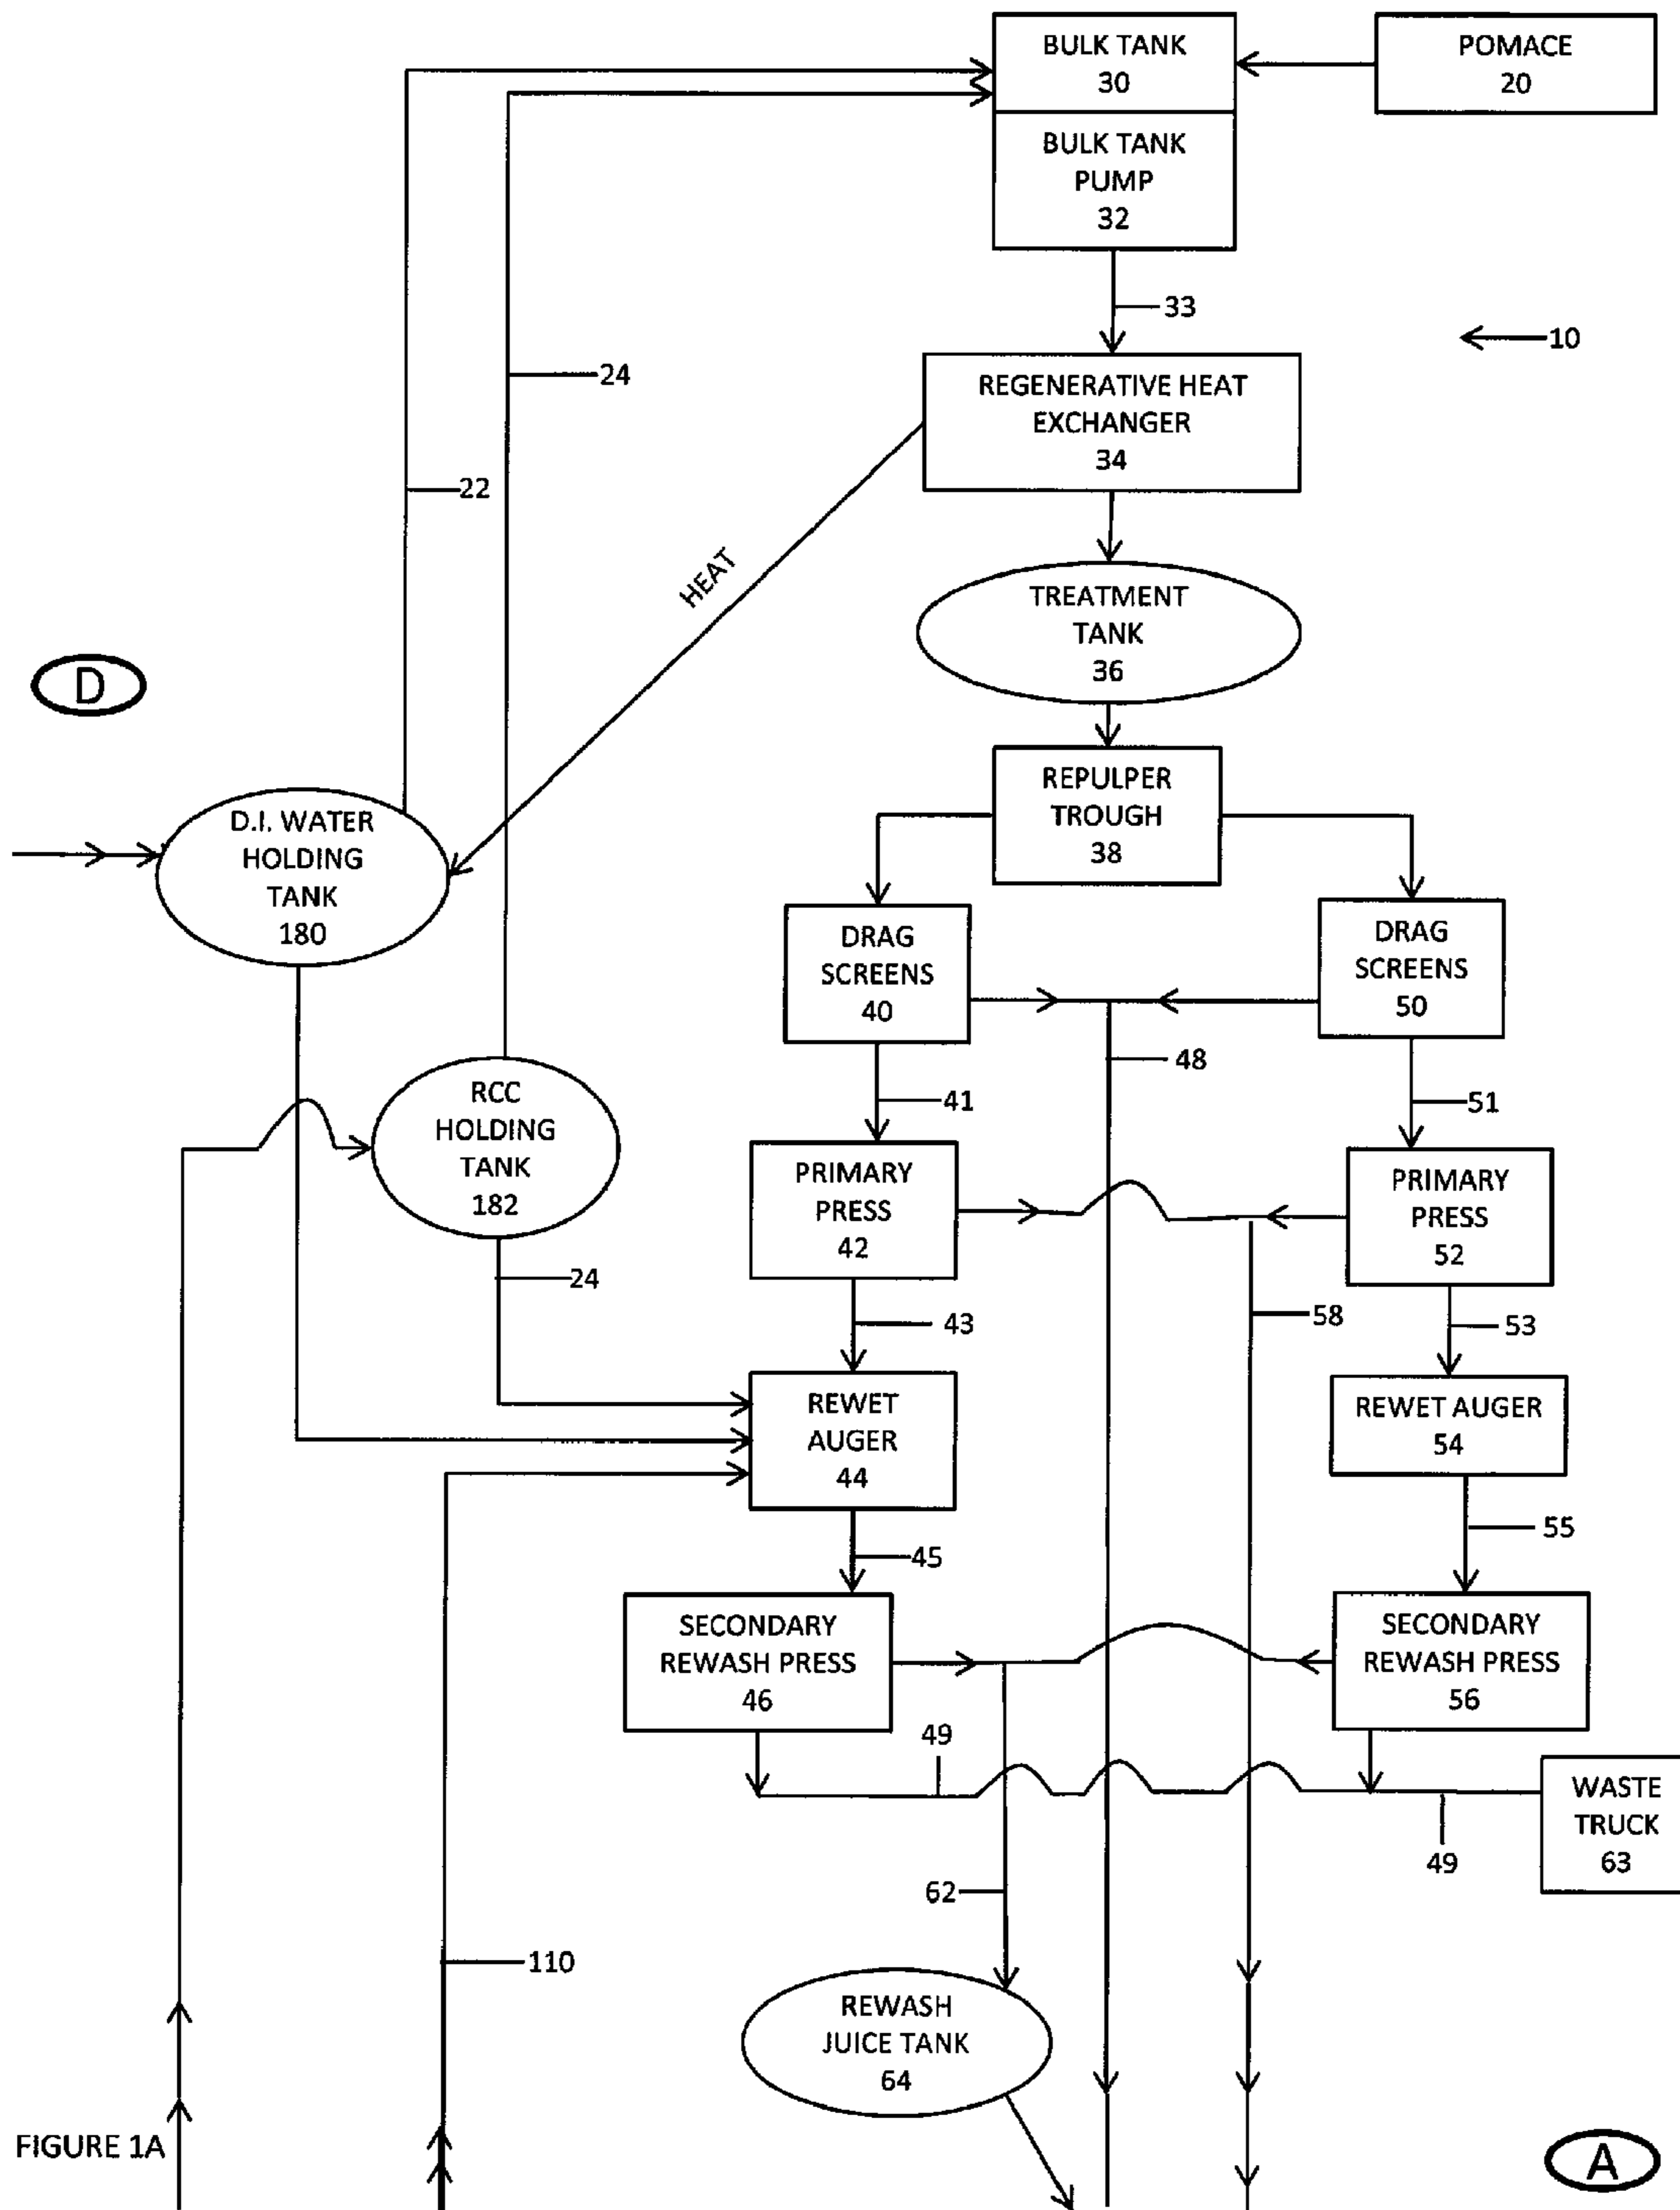 BULK TANK
30
POMACE
20
BULK TANK
PUMP
32
33
10
REGENERATIVE HEAT
EXCHANGER
34
24
22
HEAT
TREATMENT
TANK
36
D
REPULPER
TROUGH
38
D.I. WATER
HOLDING
TANK
180
DRAG
SCREENS
40
DRAG
SCREENS
50
48
41
51
RCC
HOLDING
TANK
182
PRIMARY
PRESS
42
PRIMARY
PRESS
52
24
43
58
53
REWET
AUGER
44
REWET AUGER
54
45
55
SECONDARY
REWASH PRESS
46
SECONDARY
REWASH PRESS
56
49
WASTE
TRUCK
63
49
62
110
REWASH
JUICE TANK
64
FIGURE 1A
A